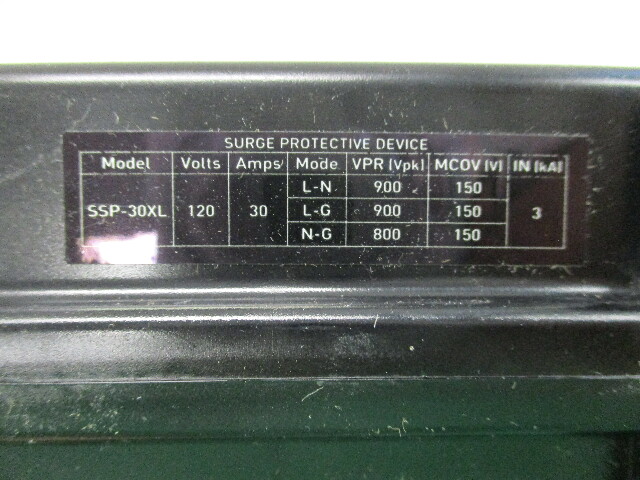 SURGE PROTECTIVE DEVICE
Model Volts Amps Mode VPR [Vpk] MCOV [V] IN [kA]
L-N 900 150
SSP-30XL 120 30 L-G 900 150 3
N-G 800 150